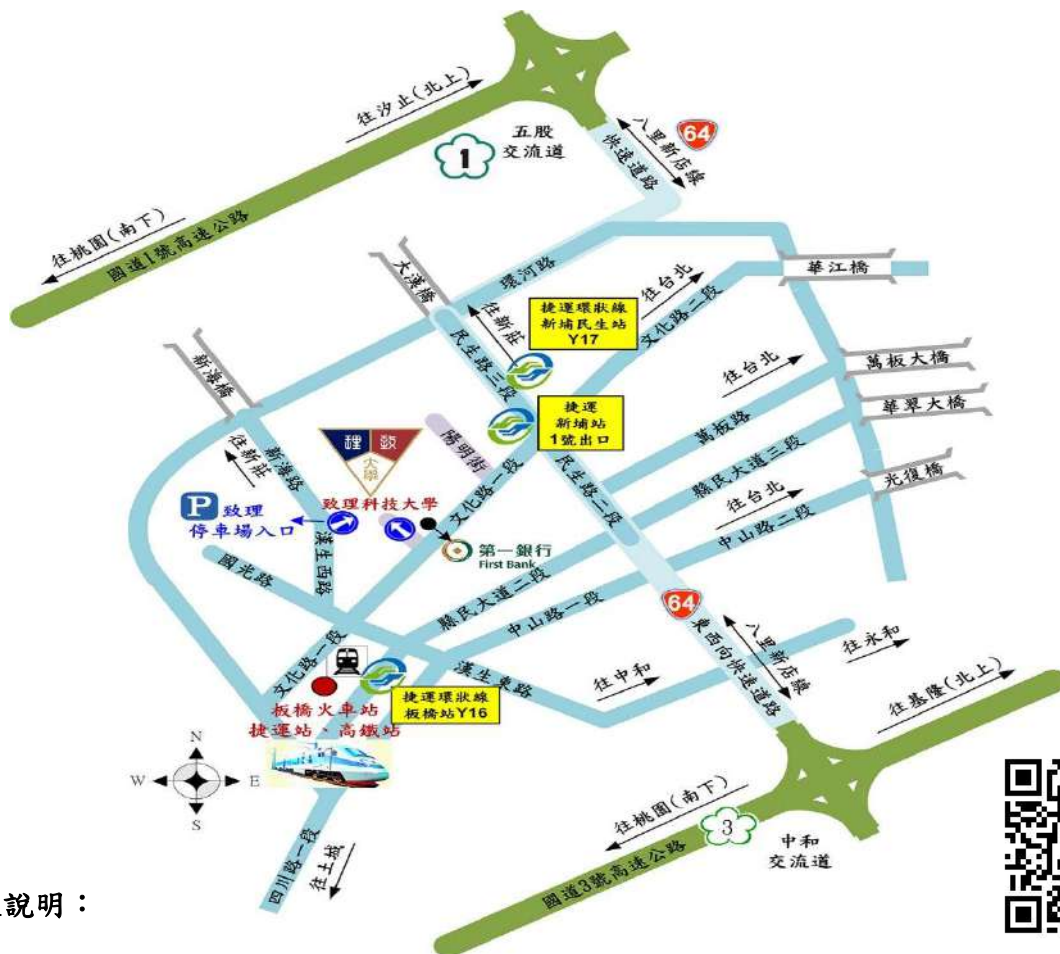 往汐止(北上)
五股
交流道
1
64
八里新店線
快速道路
往桃園(南下)
國道1號高速公路
大漢橋
環河路
往台北
華江橋
往新莊
捷運環狀線
新埔民生站
Y17
文化路二段
民生路三段
新海橋
往台北
萬板大橋
捷運
新埔站
1號出口
萬板路
華翠大橋
陽明街
縣民大道三段
往新莊
新海路
理 致
大學
文化路一段
民生路一段
光復橋
往台北
P 致理
停車場入口
致理科技大學
中山路二段
漢生西路
第一銀行
First Bank
國光路
縣民大道二段
64
中山路一段
八里新店線
東西向快速道路
往永和
文化路一段
漢生東路
往中和
捷運環狀線
板橋站Y16
板橋火車站
捷運站、高鐵站
往基隆(北上)
N
W E
S
往桃園(南下)
3
中和
交流道
四川路一段
往土城
國道3號高速公路
說明：